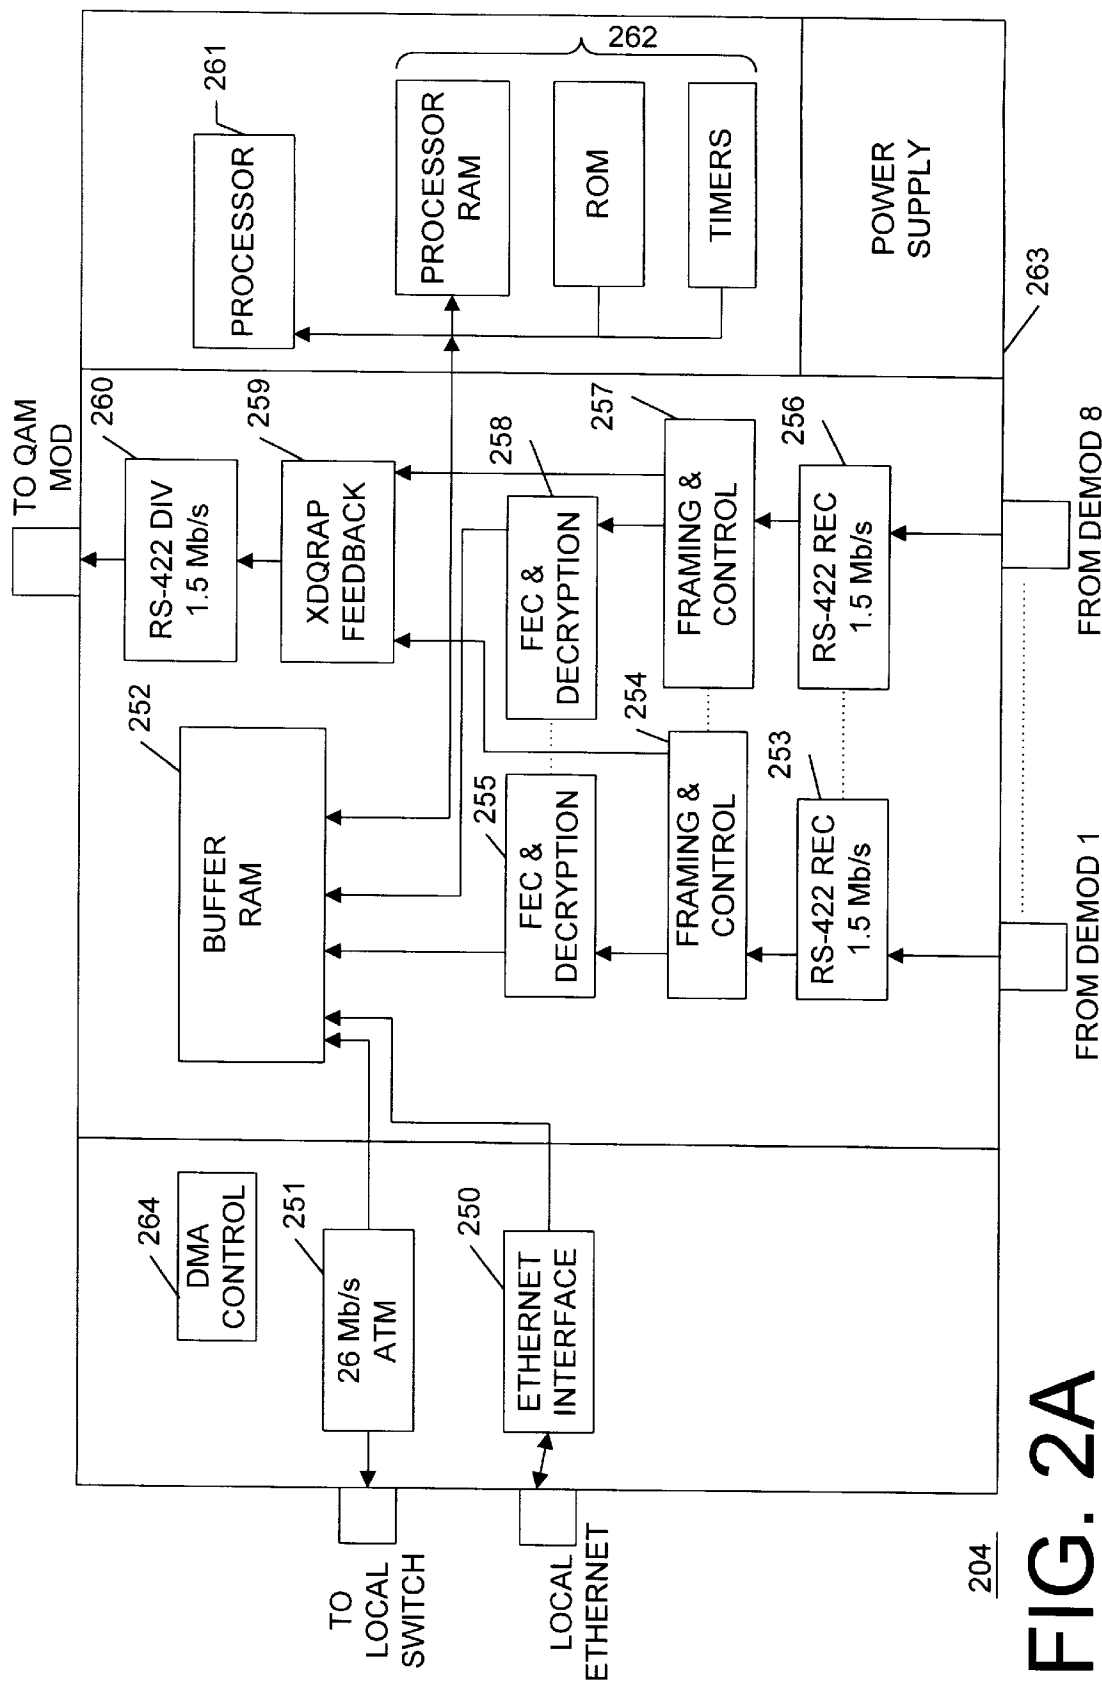 TO QAM
MOD
260
RS-422 DIV
1.5 Mb/s
259
XDQRAP
FEEDBACK
261
PROCESSOR
262
PROCESSOR
RAM
ROM
TIMERS
POWER
SUPPLY
263
252
BUFFER
RAM
258
FEC &
DECRYPTION
255
FEC &
DECRYPTION
257
FRAMING &
CONTROL
254
FRAMING &
CONTROL
256
RS-422 REC
1.5 Mb/s
253
RS-422 REC
1.5 Mb/s
FROM DEMOD 8
FROM DEMOD 1
264
DMA
CONTROL
251
26 Mb/s
ATM
250
ETHERNET
INTERFACE
TO
LOCAL
SWITCH
LOCAL
ETHERNET
204
FIG. 2A